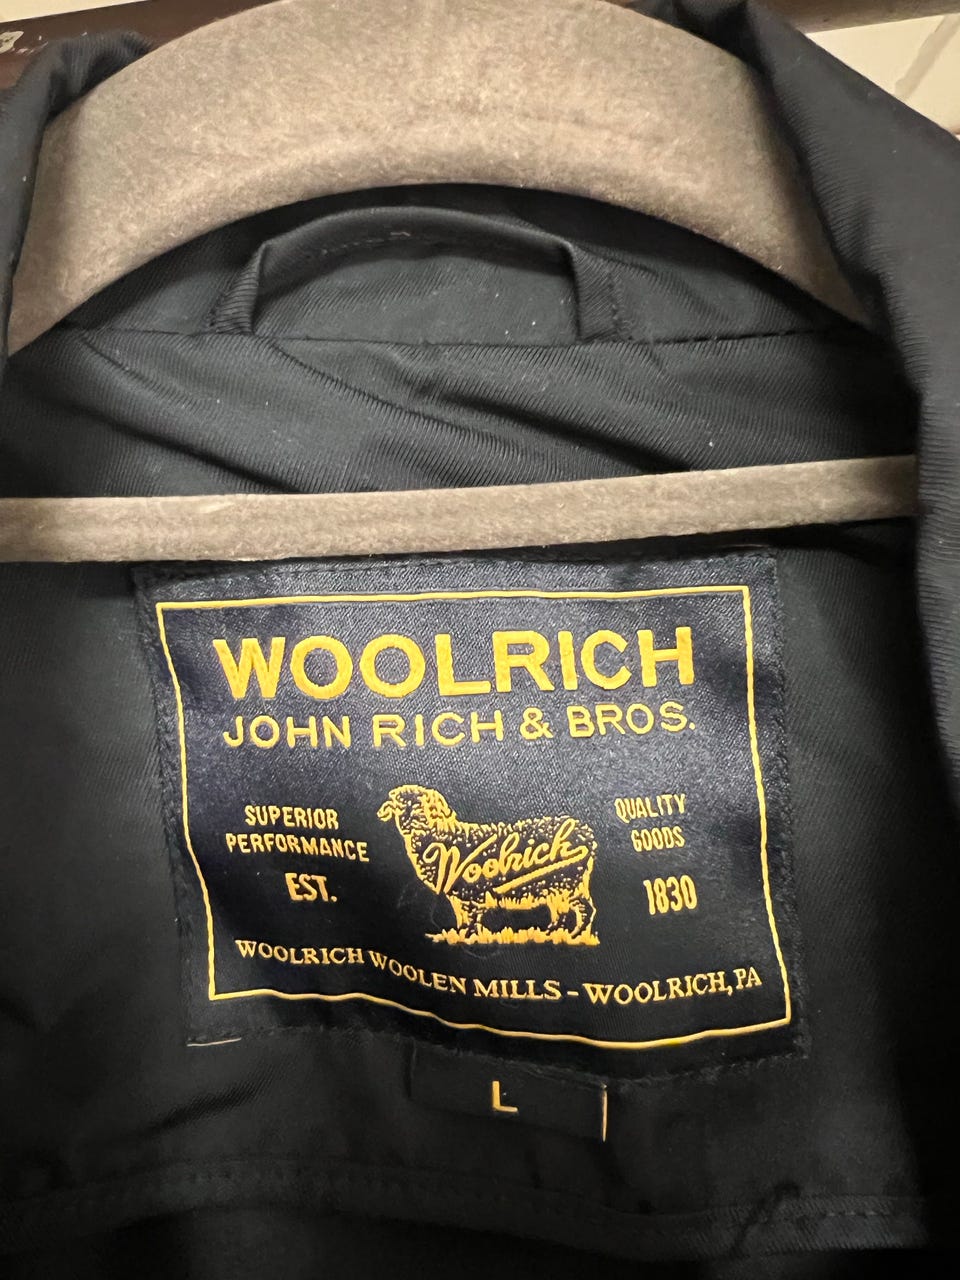 WOOLRICH
JOHN RICH & BROS.
SUPERIOR
PERFORMANCE
EST.
Woolrich
QUALITY
GOODS
1830
WOOLRICH WOOLEN MILLS - WOOLRICH, PA
L